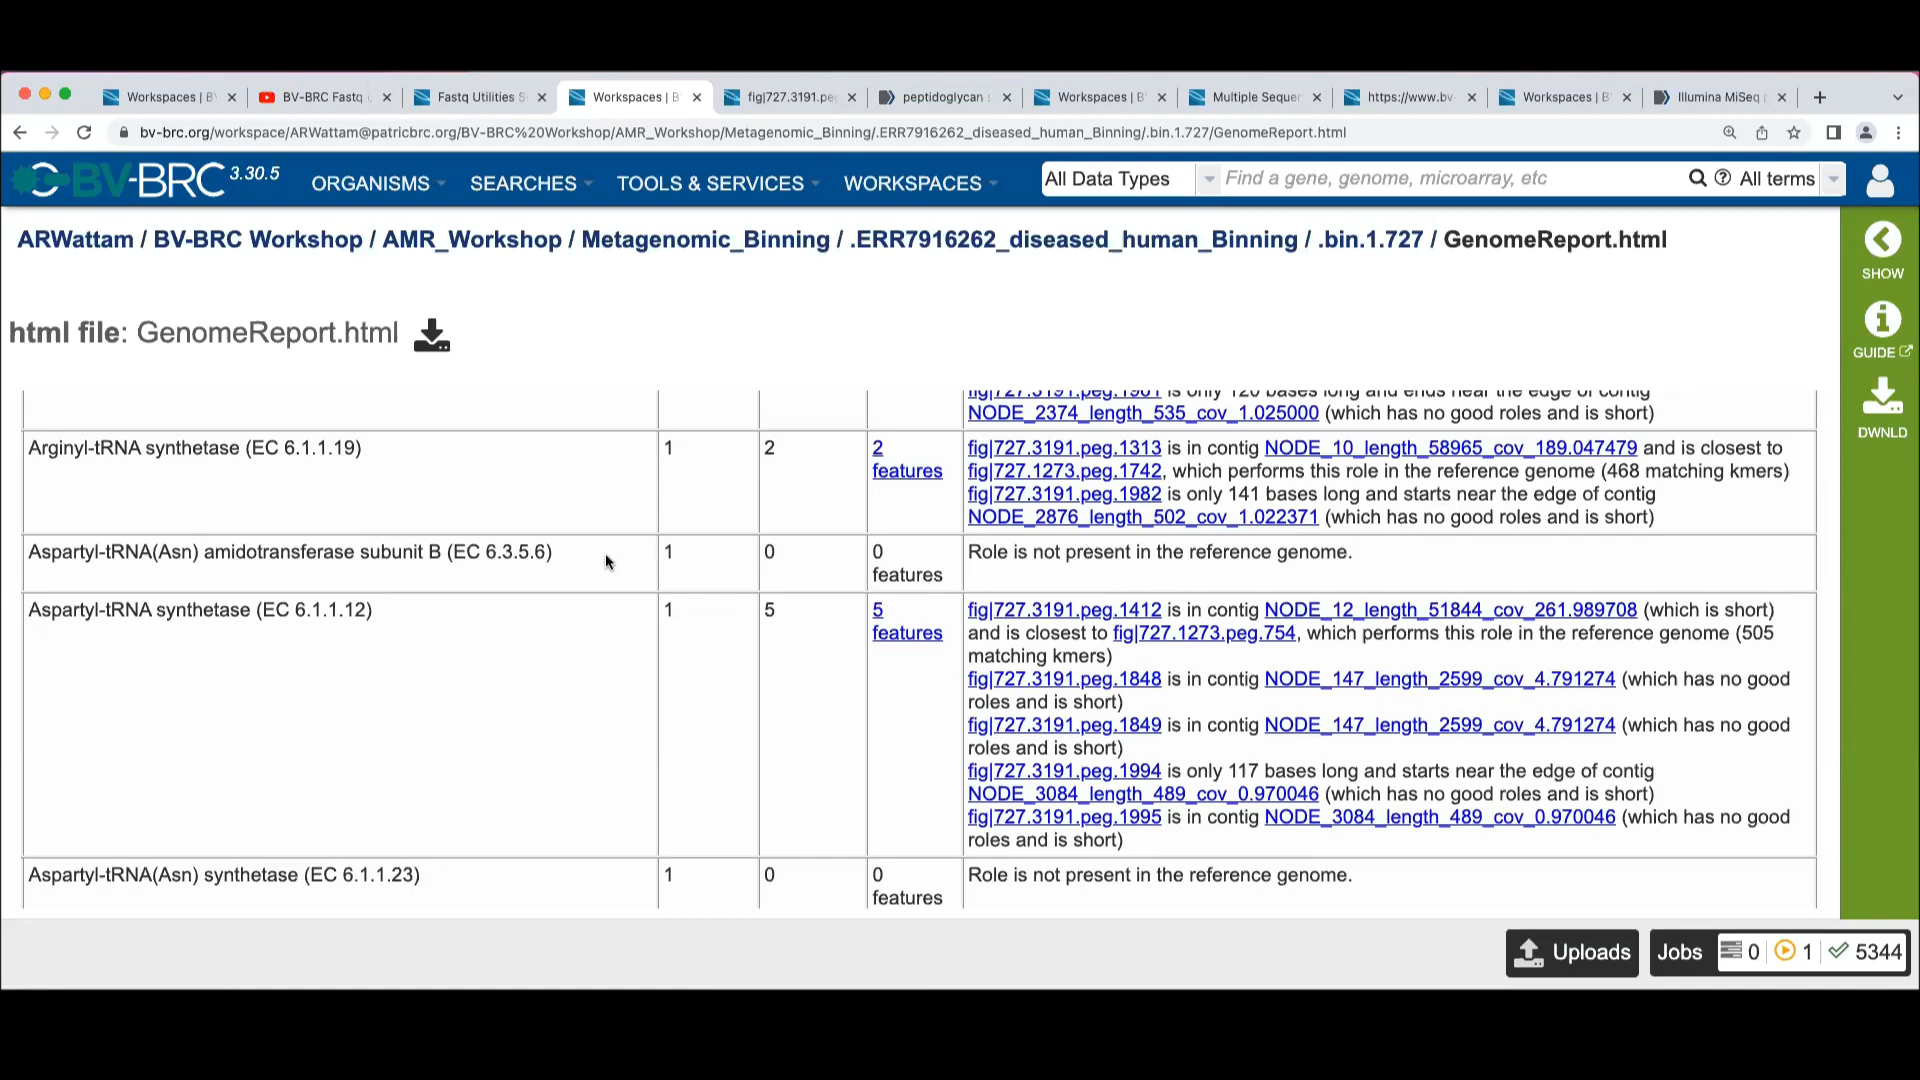 Workspaces | B
BV-BRC Fastq
Fastq Utilities S
Workspaces | B
fig|727.3191.pe
peptidoglycan
Workspaces | B
Multiple Sequer
https://www.bv-
Workspaces | B
Illumina MiSeq
bv-brc.org/workspace/ARWattam@patricbrc.org/BV-BRC%20Workshop/AMR_Workshop/Metagenomic_Binning/.ERR7916262_diseased_human_Binning/.bin.1.727/GenomeReport.html
BV-BRC 3.30.5
ORGANISMS
SEARCHES
TOOLS & SERVICES
WORKSPACES
All Data Types
Find a gene, genome, microarray, etc
All terms
ARWattam / BV-BRC Workshop / AMR_Workshop / Metagenomic_Binning / .ERR7916262_diseased_human_Binning / .bin.1.727 / GenomeReport.html
SHOW
GUIDE
DWNLD
html file: GenomeReport.html
fig|727.3191.peg.1961 is only 120 bases long and ends near the edge of contig
NODE_2374_length_535_cov_1.025000 (which has no good roles and is short)
Arginyl-tRNA synthetase (EC 6.1.1.19)
1
2
2
features
fig|727.3191.peg.1313 is in contig NODE_10_length_58965_cov_189.047479 and is closest to
fig|727.1273.peg.1742, which performs this role in the reference genome (468 matching kmers)
fig|727.3191.peg.1982 is only 141 bases long and starts near the edge of contig
NODE_2876_length_502_cov_1.022371 (which has no good roles and is short)
Aspartyl-tRNA(Asn) amidotransferase subunit B (EC 6.3.5.6)
1
0
0
features
Role is not present in the reference genome.
Aspartyl-tRNA synthetase (EC 6.1.1.12)
1
5
5
features
fig|727.3191.peg.1412 is in contig NODE_12_length_51844_cov_261.989708 (which is short)
and is closest to fig|727.1273.peg.754, which performs this role in the reference genome (505
matching kmers)
fig|727.3191.peg.1848 is in contig NODE_147_length_2599_cov_4.791274 (which has no good
roles and is short)
fig|727.3191.peg.1849 is in contig NODE_147_length_2599_cov_4.791274 (which has no good
roles and is short)
fig|727.3191.peg.1994 is only 117 bases long and starts near the edge of contig
NODE_3084_length_489_cov_0.970046 (which has no good roles and is short)
fig|727.3191.peg.1995 is in contig NODE_3084_length_489_cov_0.970046 (which has no good
roles and is short)
Aspartyl-tRNA(Asn) synthetase (EC 6.1.1.23)
1
0
0
features
Role is not present in the reference genome.
Uploads
Jobs
0
1
5344